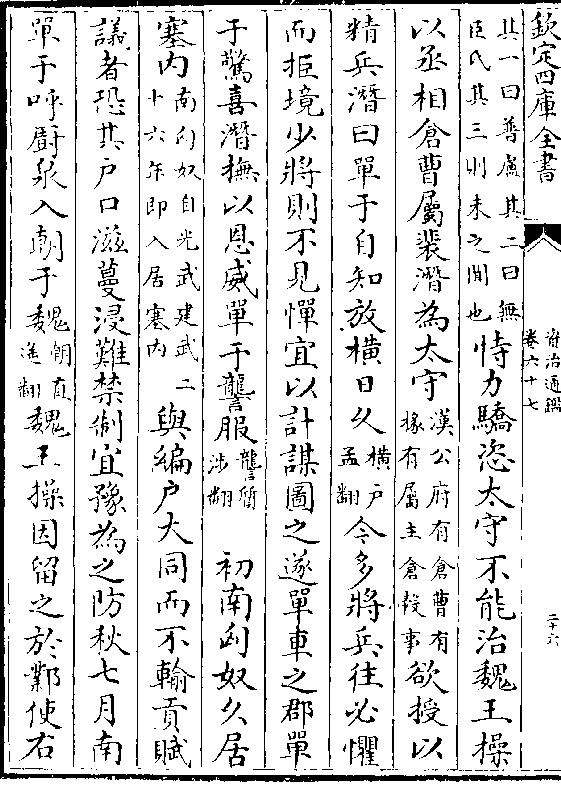 欽定四庫全書
資治通鑑
卷六十七
二十六
其一曰普盧其二曰無
臣氏其三則未之聞也
恃力驕恣太守不能治魏王操
以丞相倉曹屬裴潛為太守
漢公府有倉曹有
掾有屬主倉穀事
欲授以
精兵潛曰單于自知放橫日久
橫户
孟翻
今多將兵往必懼
而拒境少將則不見憚宜以計謀圖之遂單車之郡單
于驚喜潛撫以恩威單于讋服
讋質
涉翻
初南匈奴久居
塞内
南匈奴自光武建武二
十六年即入居塞内
與編户大同而不輸貢賦
議者恐其户口滋蔓浸難禁制宜豫為之防秋七月南
單于呼廚泉入朝于魏
朝直
遙翻
魏王操因留之於鄴使右